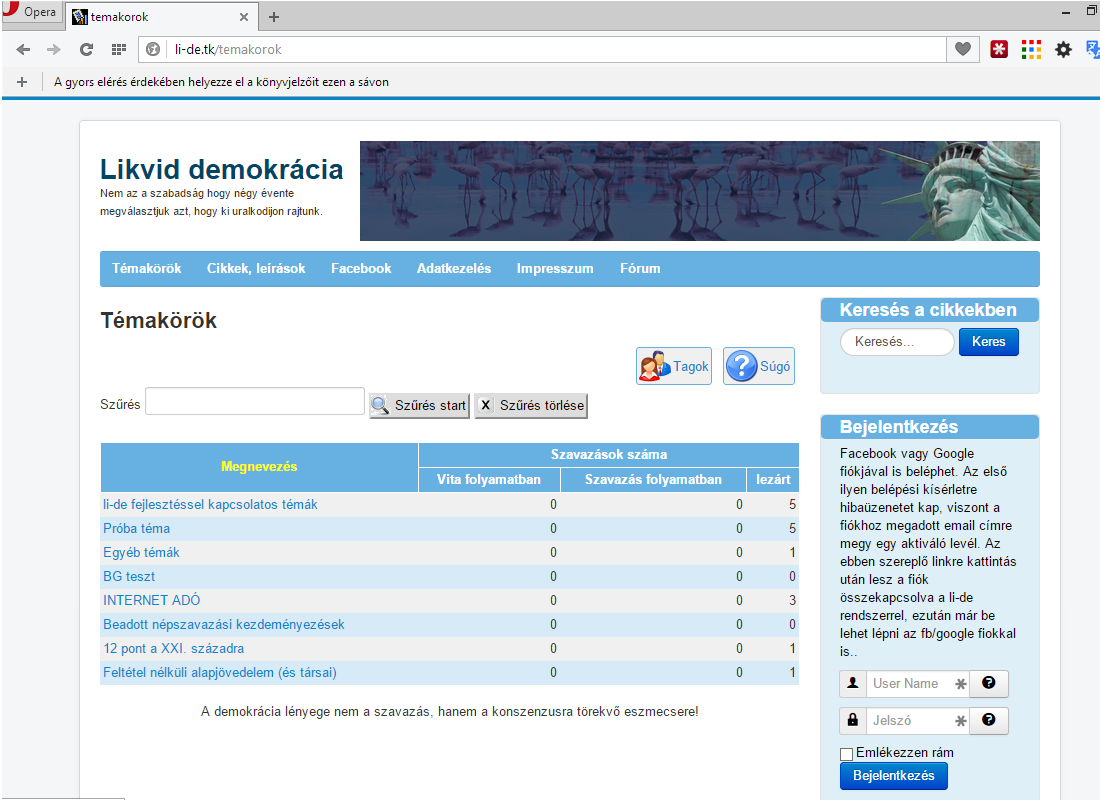 Opera
temakorok
li-de.tk/temakorok
A gyors elérés érdekében helyezze el a könyvjelzőit ezen a sávon
Likvid demokrácia
Nem az a szabadság hogy négy évente
megválasztjuk azt, hogy ki uralkodijon rajtunk.
Témakörök Cikkek, leírások Facebook Adatkezelés Impresszum Fórum
Témakörök
Tagok Súgó
Szűrés Szűrés start X Szűrés törlése
Megnevezés Szavazások száma
Vita folyamatban Szavazás folyamatban lezárt
li-de fejlesztéssel kapcsolatos témák 0 0 5
Próba téma 0 0 5
Egyéb témák 0 0 1
BG teszt 0 0 0
INTERNET ADÓ 0 0 3
Beadott népszavazási kezdeményezések 0 0 0
12 pont a XXI. századra 0 0 1
Feltétel nélküli alapjövedelem (és társai) 0 0 1
A demokrácia lényege nem a szavazás, hanem a konszenzusra törekvő eszmecsere!
Keresés a cikkekben
Keresés... Keres
Bejelentkezés
Facebook vagy Google
fiókjával is beléphet. Az első
ilyen belépési kísérletre
hibaüzenetet kap, viszont a
fiókhoz megadott email címre
megy egy aktiváló levél. Az
ebben szereplő linkre kattintás
után lesz a fiók
összekapcsolva a li-de
rendszerrel, ezután már be
lehet lépni az fb/google fiokkal
is..
User Name
Jelszó
Emlékezzen rám
Bejelentkezés